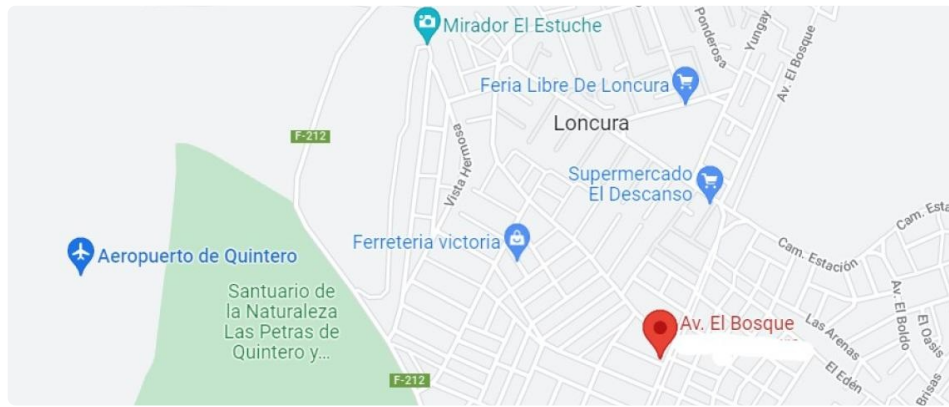 Mirador El Estuche
Ponderosa
Yungay
Av. El Bosque
Feria Libre De Loncura
Loncura
F-212
Vista Hermosa
Supermercado
El Descanso
Cam. Esta
Ferreteria victoria
Cam. Estación
Aeropuerto de Quintero
Santuario de
la Naturaleza
Las Petras de
Quintero y...
Av. El Bosque
Las Arenas
Av. El Boldo
El Oasis
F-212
El Edén
Brisas